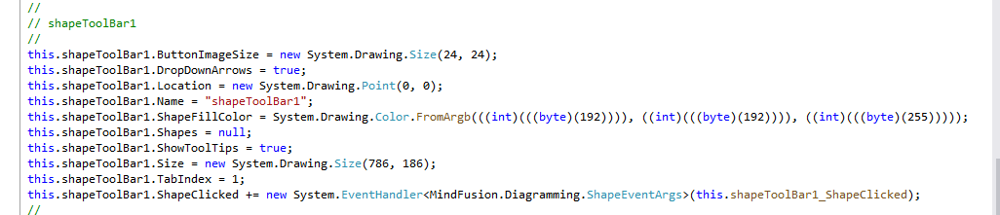 //
// shapeToolBar1
//
this.shapeToolBar1.ButtonImageSize = new System.Drawing.Size(24, 24);
this.shapeToolBar1.DropDownArrows = true;
this.shapeToolBar1.Location = new System.Drawing.Point(0, 0);
this.shapeToolBar1.Name = "shapeToolBar1";
this.shapeToolBar1.ShapeFillColor = System.Drawing.Color.FromArgb(((int)(((byte)(192)))), ((int)(((byte)(192)))), ((int)(((byte)(255)))));
this.shapeToolBar1.Shapes = null;
this.shapeToolBar1.ShowToolTips = true;
this.shapeToolBar1.Size = new System.Drawing.Size(786, 186);
this.shapeToolBar1.TabIndex = 1;
this.shapeToolBar1.ShapeClicked += new System.EventHandler<MindFusion.Diagramming.ShapeEventArgs>(this.shapeToolBar1_ShapeClicked);
//